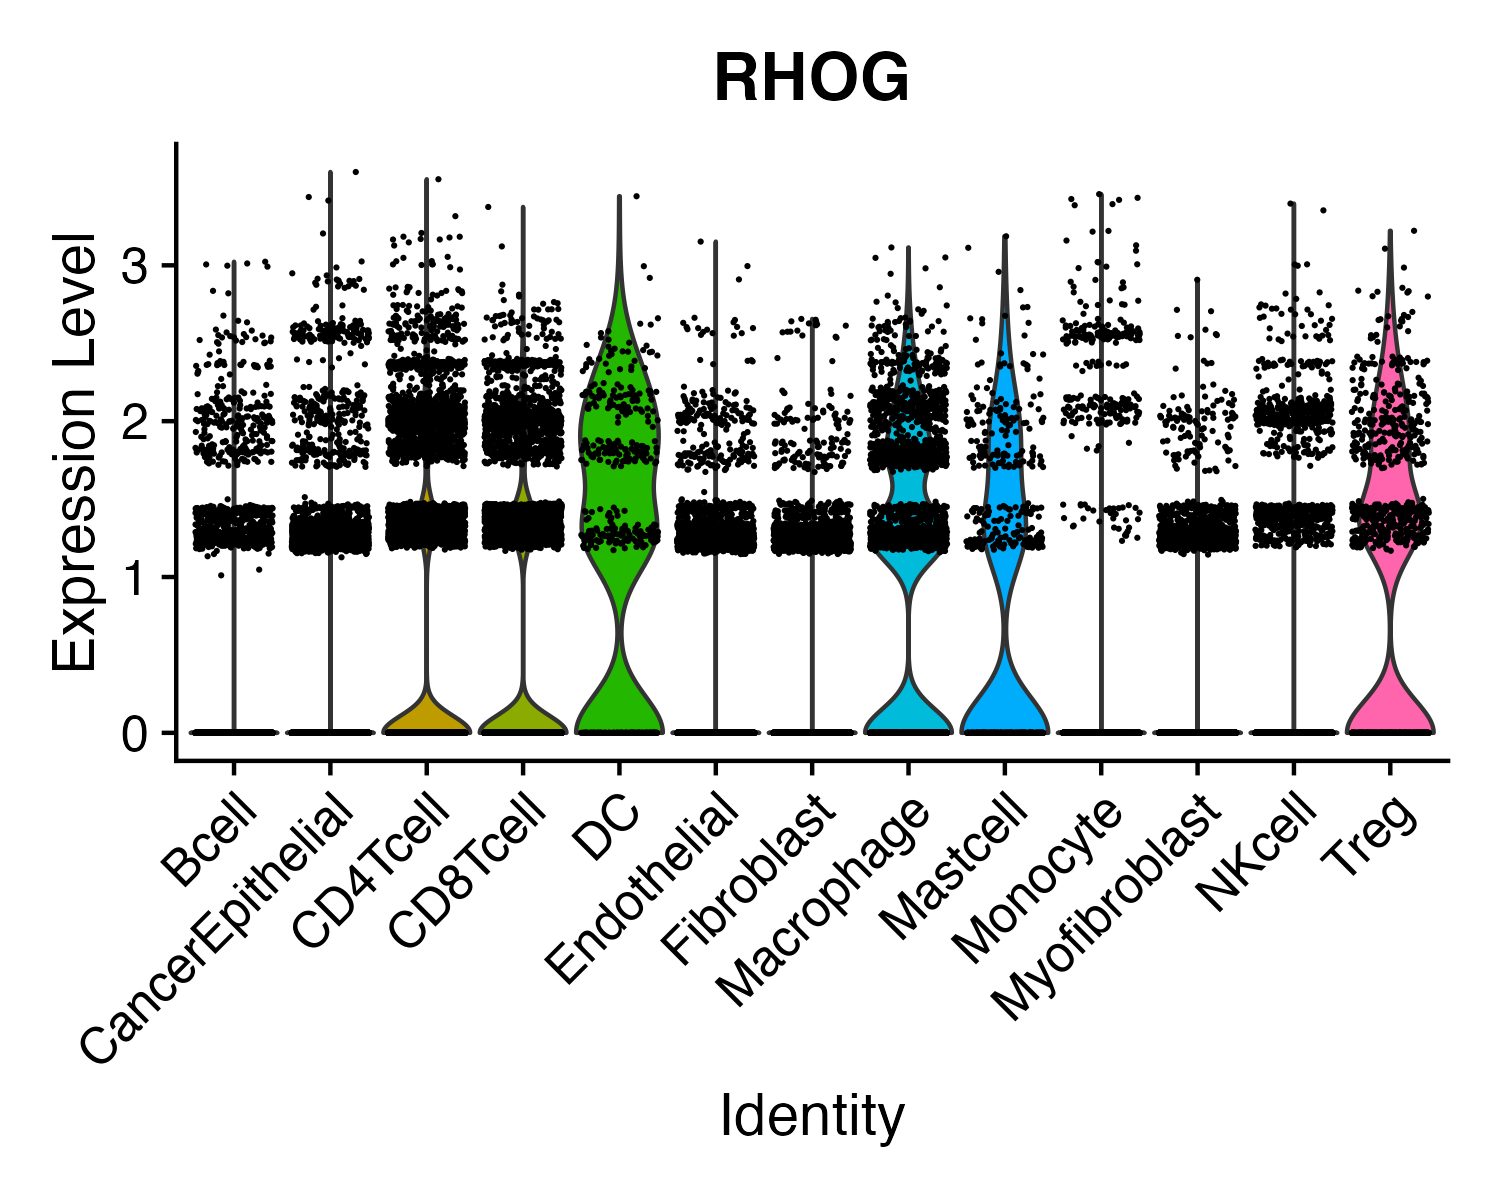 RHOG
Expression Level
3
2
1
0
Bcell
CancerEpithelial
CD4Tcell
CD8Tcell
DC
Endothelial
Fibroblast
Macrophage
Mastcell
Monocyte
Myofibroblast
NKcell
Treg
Identity